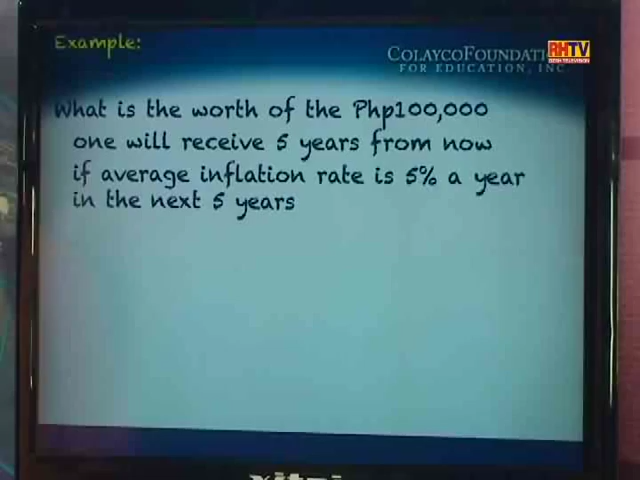 Example:
COLAYCOFOUNDATI
RHTV
FOR EDUCATION, INC.
What is the worth of the Php100,000
one will receive 5 years from now
if average inflation rate is 5% a year
in the next 5 years